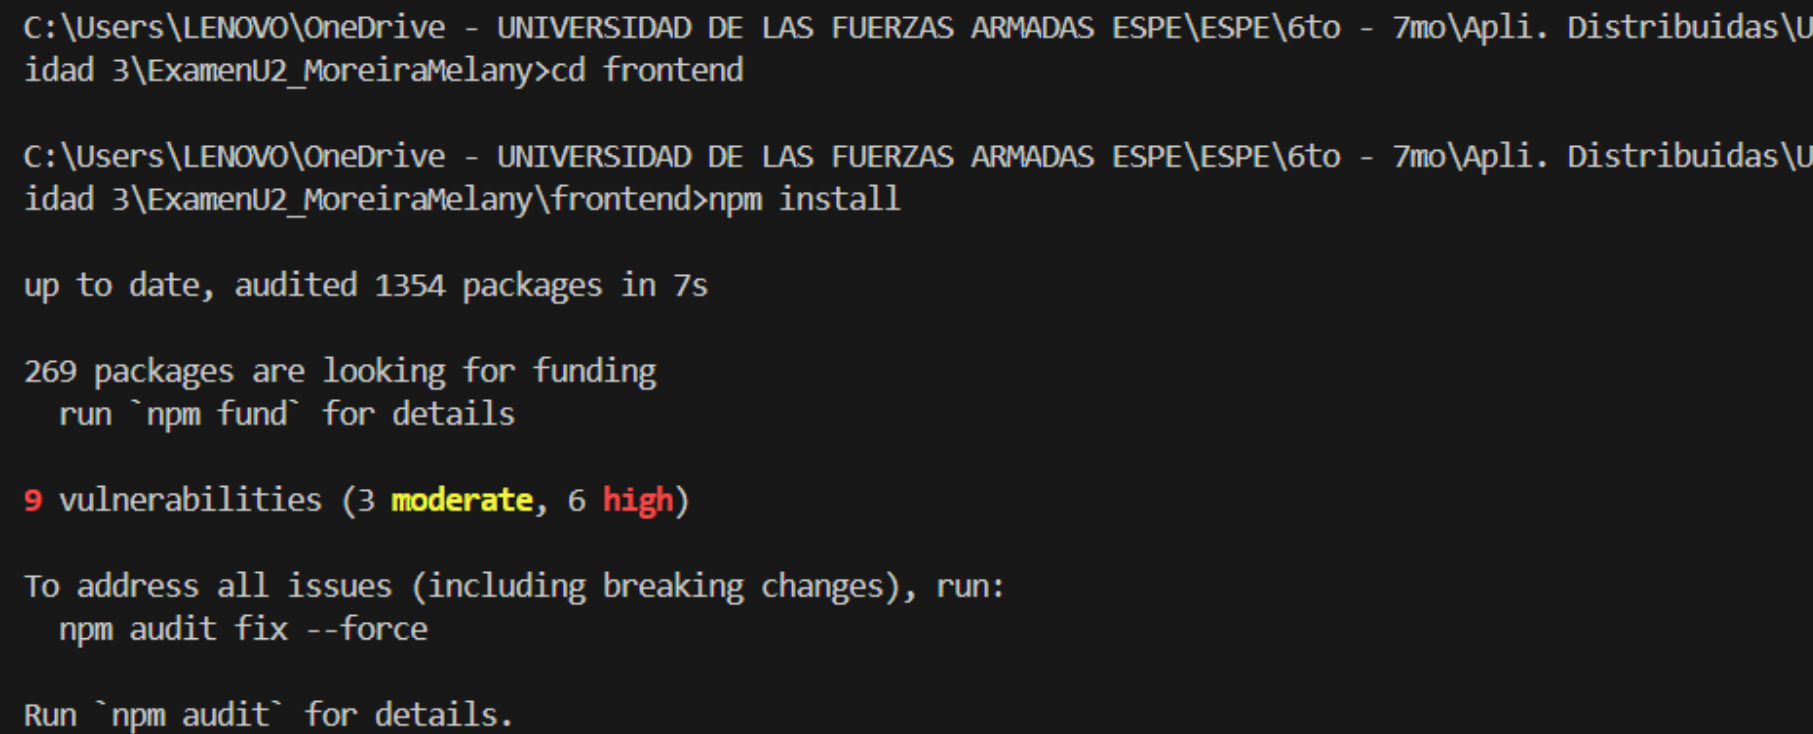 C:\Users\LENOVO\OneDrive - UNIVERSIDAD DE LAS FUERZAS ARMADAS ESPE\ESPE\6to - 7mo\Apli. Distribuidas\U
idad 3\ExamenU2_MoreiraMelany>cd frontend
C:\Users\LENOVO\OneDrive - UNIVERSIDAD DE LAS FUERZAS ARMADAS ESPE\ESPE\6to - 7mo\Apli. Distribuidas\U
idad 3\ExamenU2_MoreiraMelany\frontend>npm install
up to date, audited 1354 packages in 7s
269 packages are looking for funding
  run `npm fund` for details
9 vulnerabilities (3 moderate, 6 high)
To address all issues (including breaking changes), run:
  npm audit fix --force
Run `npm audit` for details.